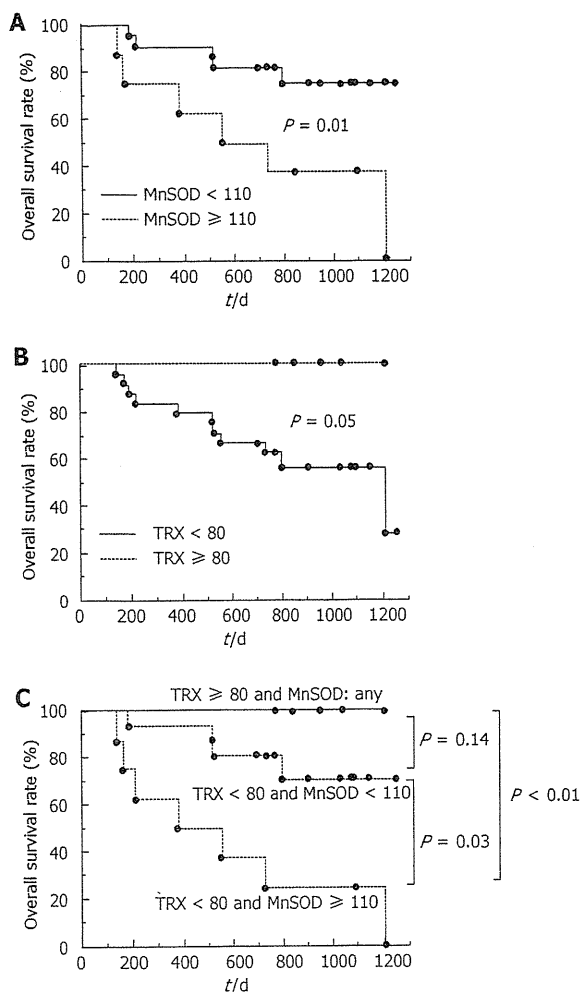 A
100
80
60
40
20
0
Overall survival rate (%)
P = 0.01
MnSOD < 110
MnSOD ⩾ 110
0 200 400 600 800 1000 1200
t/d
B
100
80
60
40
20
0
Overall survival rate (%)
P = 0.05
TRX < 80
TRX ⩾ 80
0 200 400 600 800 1000 1200
t/d
C
TRX ⩾ 80 and MnSOD: any
100
80
60
40
20
0
Overall survival rate (%)
P = 0.14
TRX < 80 and MnSOD < 110
P < 0.01
P = 0.03
TRX < 80 and MnSOD ⩾ 110
0 200 400 600 800 1000 1200
t/d